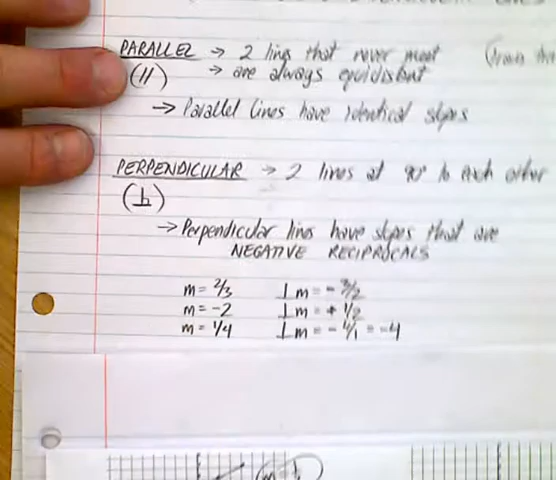 PARALLEL → 2 lines that never meet
(//) → are always equidistant
→ Parallel lines have identical slopes
PERPENDICULAR → 2 lines at 90° to each other
(⊥)
→ Perpendicular lines have slopes that are
NEGATIVE RECIPROCALS
m = 2/3 ⊥ m = - 3/2
m = -2 ⊥ m = + 1/2
m = 1/4 ⊥ m = - 4/1 = -4